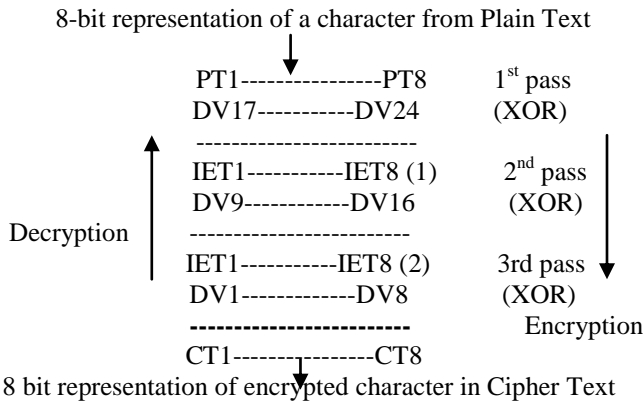 8-bit representation of a character from Plain Text
PT1----------------PT8 1st pass
DV17-----------DV24 (XOR)
-------------------------
IET1-----------IET8 (1) 2nd pass
DV9-----------DV16 (XOR)
-------------------------
Decryption
IET1-----------IET8 (2) 3rd pass
DV1-------------DV8 (XOR)
-------------------------
Encryption
CT1----------------CT8
8 bit representation of encrypted character in Cipher Text